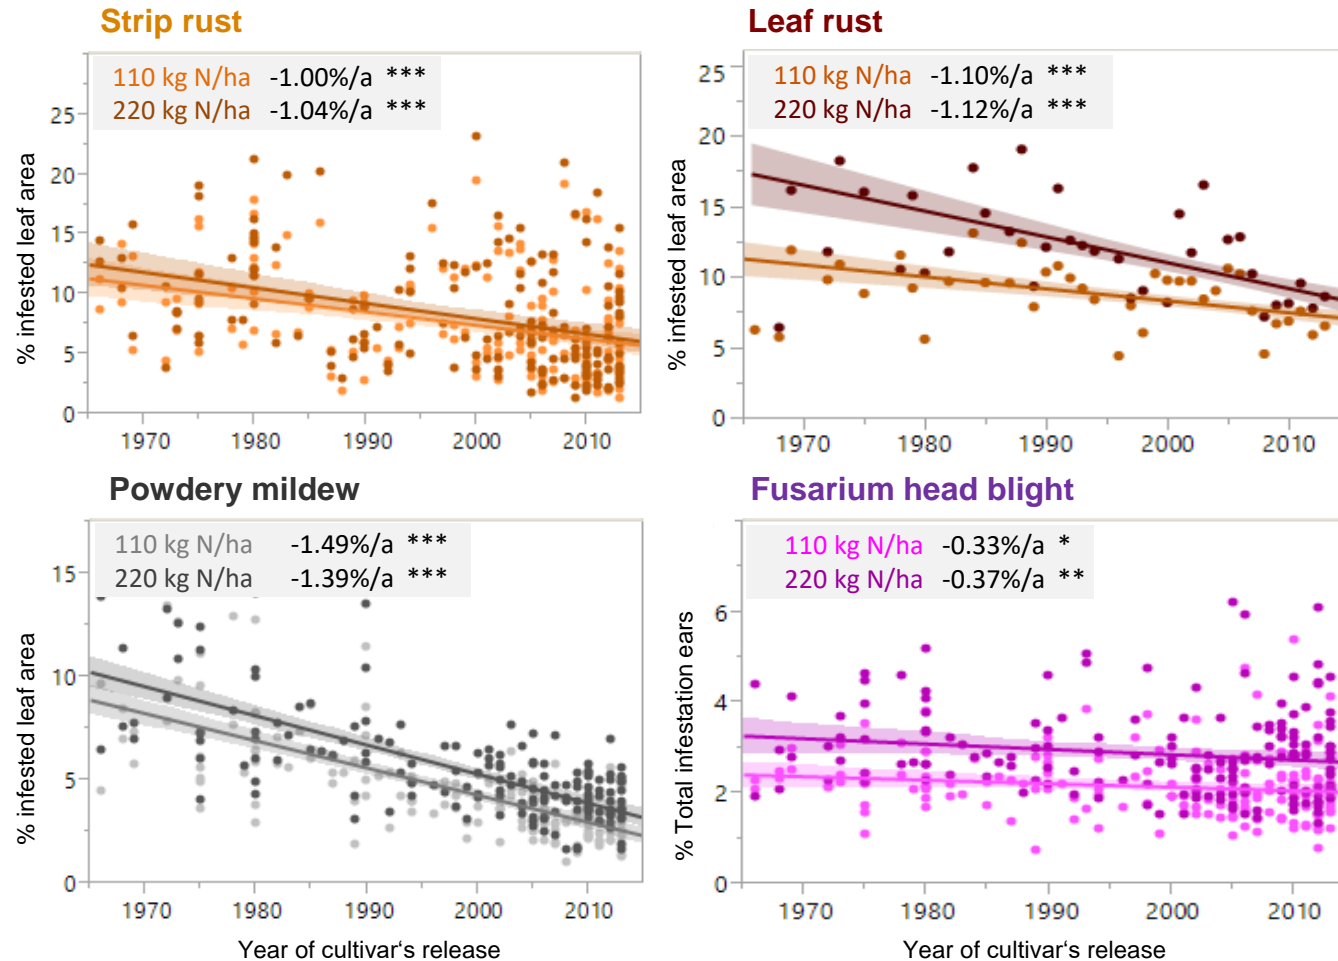 Strip rust
110 kg N/ha -1.00%/a ***
220 kg N/ha -1.04%/a ***
% infested leaf area
25
20
15
10
5
0
1970 1980 1990 2000 2010
Leaf rust
110 kg N/ha -1.10%/a ***
220 kg N/ha -1.12%/a ***
% infested leaf area
25
20
15
10
5
0
1970 1980 1990 2000 2010
Powdery mildew
110 kg N/ha -1.49%/a ***
220 kg N/ha -1.39%/a ***
% infested leaf area
15
10
5
0
1970 1980 1990 2000 2010
Year of cultivar‘s release
Fusarium head blight
110 kg N/ha -0.33%/a *
220 kg N/ha -0.37%/a **
% Total infestation ears
6
4
2
0
1970 1980 1990 2000 2010
Year of cultivar‘s release